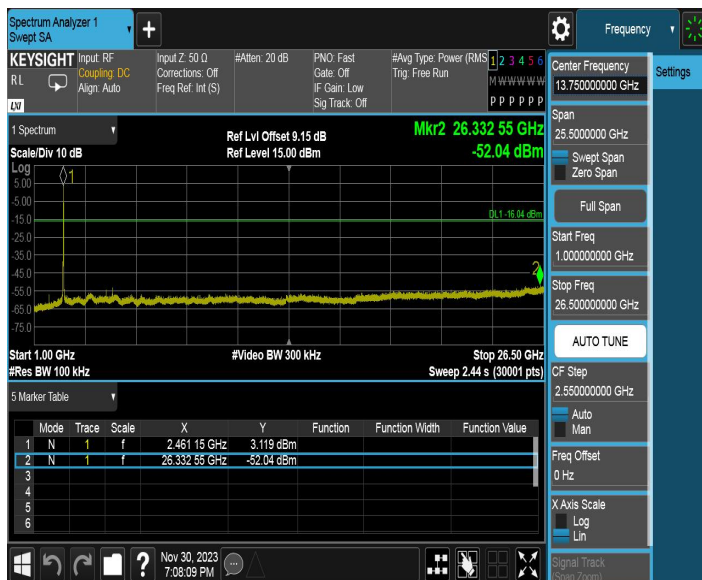 Spectrum Analyzer 1
Swept SA
+
Frequency
KEYSIGHT
RL
LXI
Input: RF
Coupling: DC
Align: Auto
Input Z: 50 Ω
Corrections: Off
Freq Ref: Int (S)
#Atten: 20 dB
PNO: Fast
Gate: Off
IF Gain: Low
Sig Track: Off
#Avg Type: Power (RMS
Trig: Free Run
1 2 3 4 5 6
M W W W W W
P P P P P P
1 Spectrum
Scale/Div 10 dB
Ref Lvl Offset 9.15 dB
Ref Level 15.00 dBm
Mkr2 26.332 55 GHz
-52.04 dBm
Log
5.00
-5.00
-15.0
-25.0
-35.0
-45.0
-55.0
-65.0
-75.0
1
DL1 -16.04 dBm
2
Start 1.00 GHz
#Res BW 100 kHz
#Video BW 300 kHz
Stop 26.50 GHz
Sweep 2.44 s (30001 pts)
5 Marker Table
Mode Trace Scale X Y Function Function Width Function Value
1 N 1 f 2.461 15 GHz 3.119 dBm
2 N 1 f 26.332 55 GHz -52.04 dBm
3
4
5
6
?
Nov 30, 2023
7:08:09 PM
Settings
Center Frequency
13.750000000 GHz
Span
25.5000000 GHz
Swept Span
Zero Span
Full Span
Start Freq
1.000000000 GHz
Stop Freq
26.500000000 GHz
AUTO TUNE
CF Step
2.550000000 GHz
Auto
Man
Freq Offset
0 Hz
X Axis Scale
Log
Lin
Signal Track
(Span Zoom)